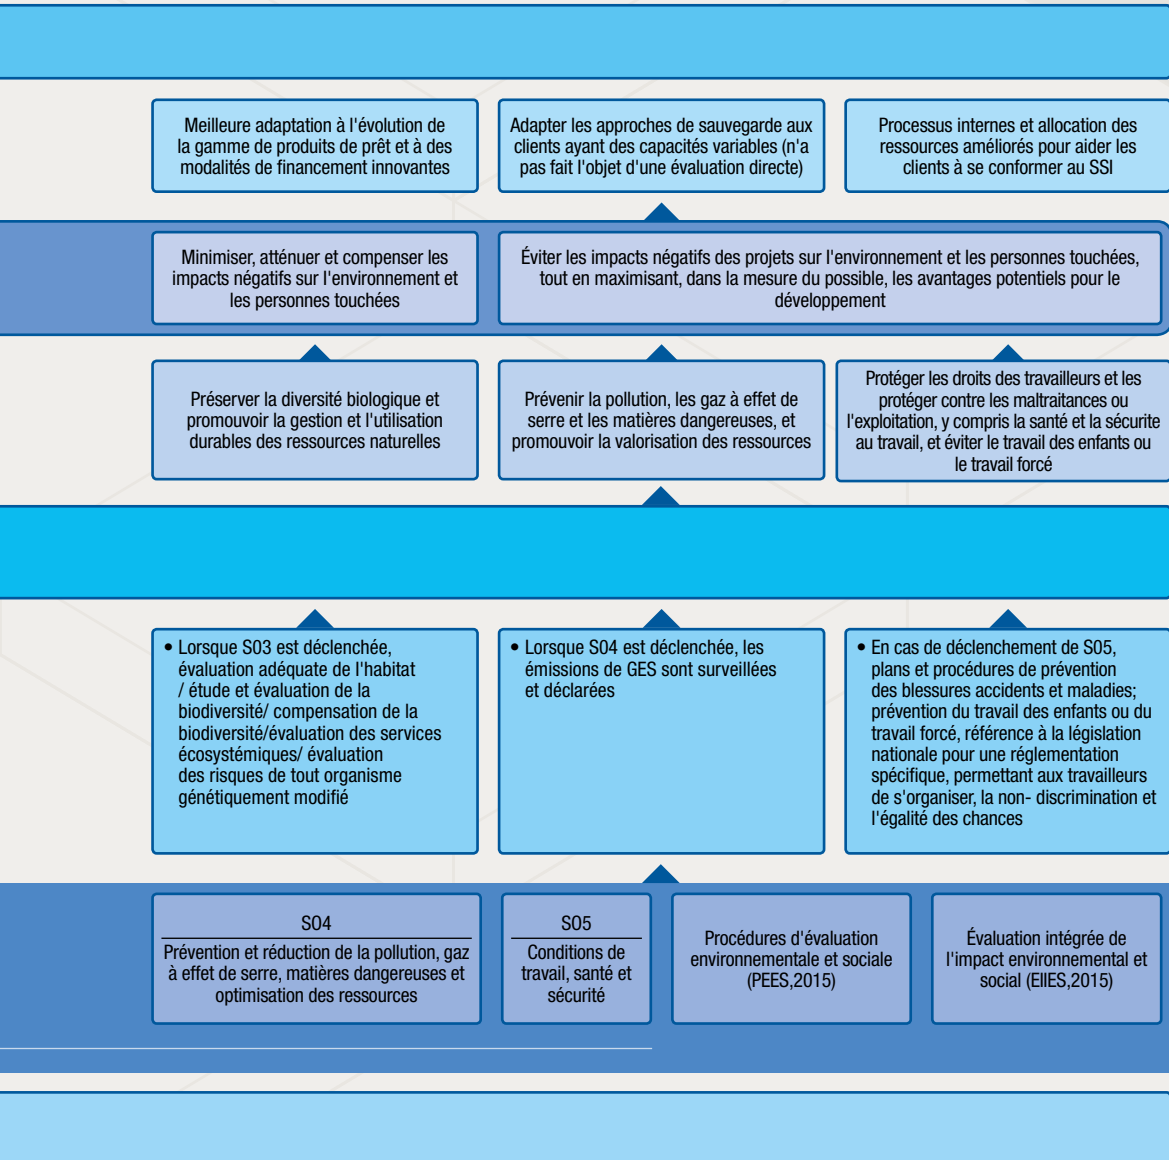 Meilleure adaptation à l'évolution de
la gamme de produits de prêt et à des
modalités de financement innovantes
Adapter les approches de sauvegarde aux
clients ayant des capacités variables (n'a
pas fait l'objet d'une évaluation directe)
Processus internes et allocation des
ressources améliorés pour aider les
clients à se conformer au SSI
Minimiser, atténuer et compenser les
impacts négatifs sur l'environnement et
les personnes touchées
Éviter les impacts négatifs des projets sur l'environnement et les personnes touchées,
tout en maximisant, dans la mesure du possible, les avantages potentiels pour le
développement
Préserver la diversité biologique et
promouvoir la gestion et l'utilisation
durables des ressources naturelles
Prévenir la pollution, les gaz à effet de
serre et les matières dangereuses, et
promouvoir la valorisation des ressources
Protéger les droits des travailleurs et les
protéger contre les maltraitances ou
l'exploitation, y compris la santé et la sécurite
au travail, et éviter le travail des enfants ou
le travail forcé
• Lorsque S03 est déclenchée,
évaluation adéquate de l'habitat
/ étude et évaluation de la
biodiversité/ compensation de la
biodiversité/évaluation des services
écosystémiques/ évaluation
des risques de tout organisme
génétiquement modifié
• Lorsque S04 est déclenchée, les
émissions de GES sont surveillées
et déclarées
• En cas de déclenchement de S05,
plans et procédures de prévention
des blessures accidents et maladies;
prévention du travail des enfants ou du
travail forcé, référence à la législation
nationale pour une réglementation
spécifique, permettant aux travailleurs
de s'organiser, la non- discrimination et
l'égalité des chances
S04
Prévention et réduction de la pollution, gaz
à effet de serre, matières dangereuses et
optimisation des ressources
S05
Conditions de
travail, santé et
sécurité
Procédures d'évaluation
environnementale et sociale
(PEES,2015)
Évaluation intégrée de
l'impact environnemental et
social (EIIES,2015)